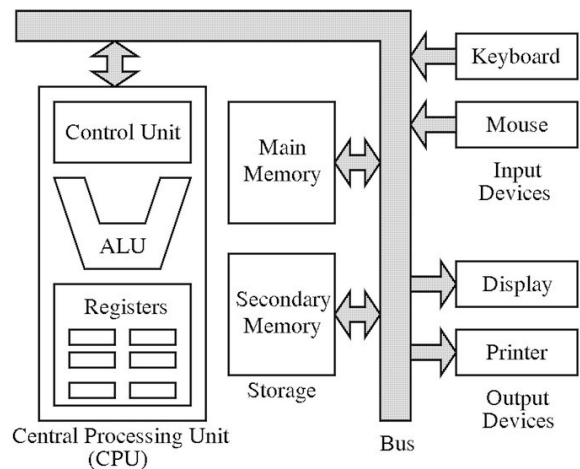 Control Unit
ALU
Registers
Central Processing Unit
(CPU)
Main
Memory
Secondary
Memory
Storage
Bus
Keyboard
Mouse
Input
Devices
Display
Printer
Output
Devices